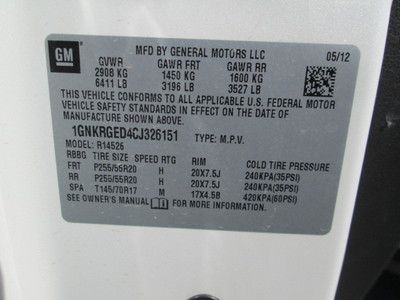 GM
MFD BY GENERAL MOTORS LLC 05/12
GVWR GAWR FRT GAWR RR
2908 KG 1450 KG 1600 KG
6411 LB 3196 LB 3527 LB
THIS VEHICLE CONFORMS TO ALL APPLICABLE U.S. FEDERAL MOTOR
VEHICLE SAFETY STANDARDS IN EFFECT ON THE DATE OF
MANUFACTURE SHOWN ABOVE.
1GNKRGED4CJ326151 TYPE: M.P.V.
MODEL: R14526
RBBG TIRE SIZE SPEED RTG RIM COLD TIRE PRESSURE
FRT P255/55R20 H 20X7.5J 240KPA(35PSI)
RR P255/55R20 H 20X7.5J 240KPA(35PSI)
SPA T145/70R17 M 17X4.5B 420KPA(60PSI)
SEE OWNER'S MANUAL FOR MORE INFORMATION.